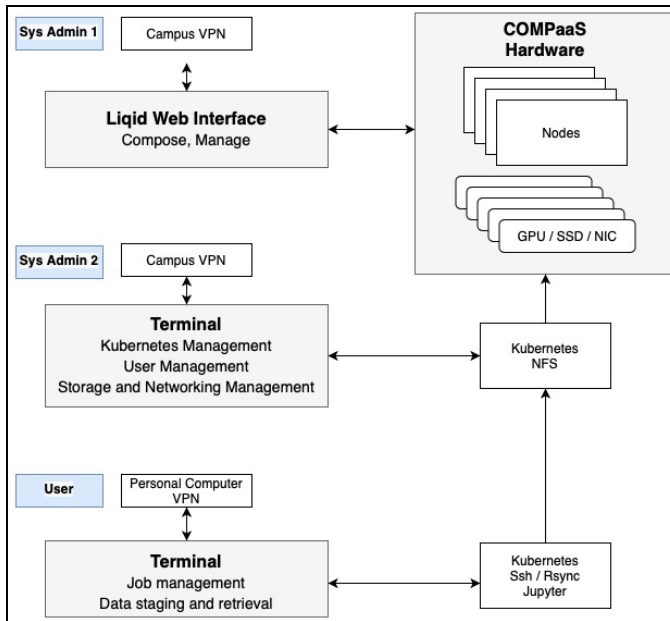 Sys Admin 1
Campus VPN
COMPaaS
Hardware
Liqid Web Interface
Compose, Manage
Nodes
GPU / SSD / NIC
Sys Admin 2
Campus VPN
Terminal
Kubernetes Management
User Management
Storage and Networking Management
Kubernetes
NFS
User
Personal Computer
VPN
Terminal
Job management
Data staging and retrieval
Kubernetes
Ssh / Rsync
Jupyter